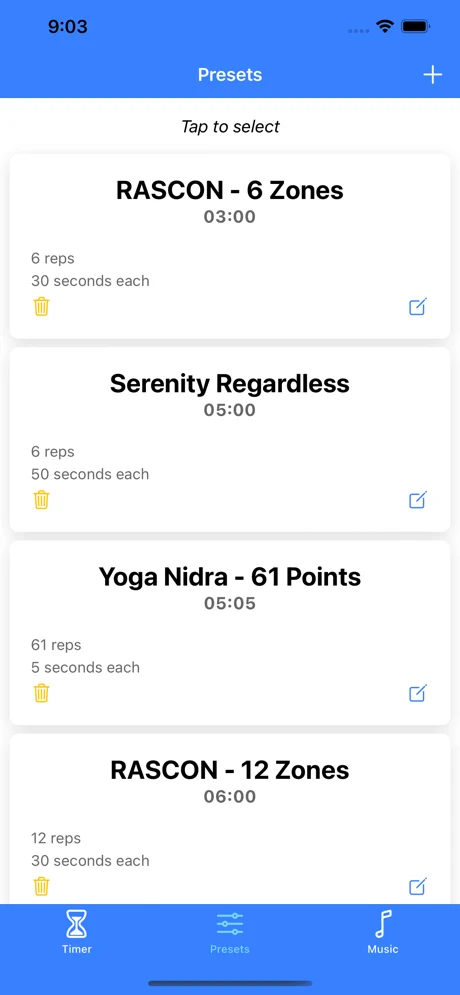 9:03
Presets
Tap to select
RASCON - 6 Zones
03:00
6 reps
30 seconds each
Serenity Regardless
05:00
6 reps
50 seconds each
Yoga Nidra - 61 Points
05:05
61 reps
5 seconds each
RASCON - 12 Zones
06:00
12 reps
30 seconds each
Timer
Presets
Music